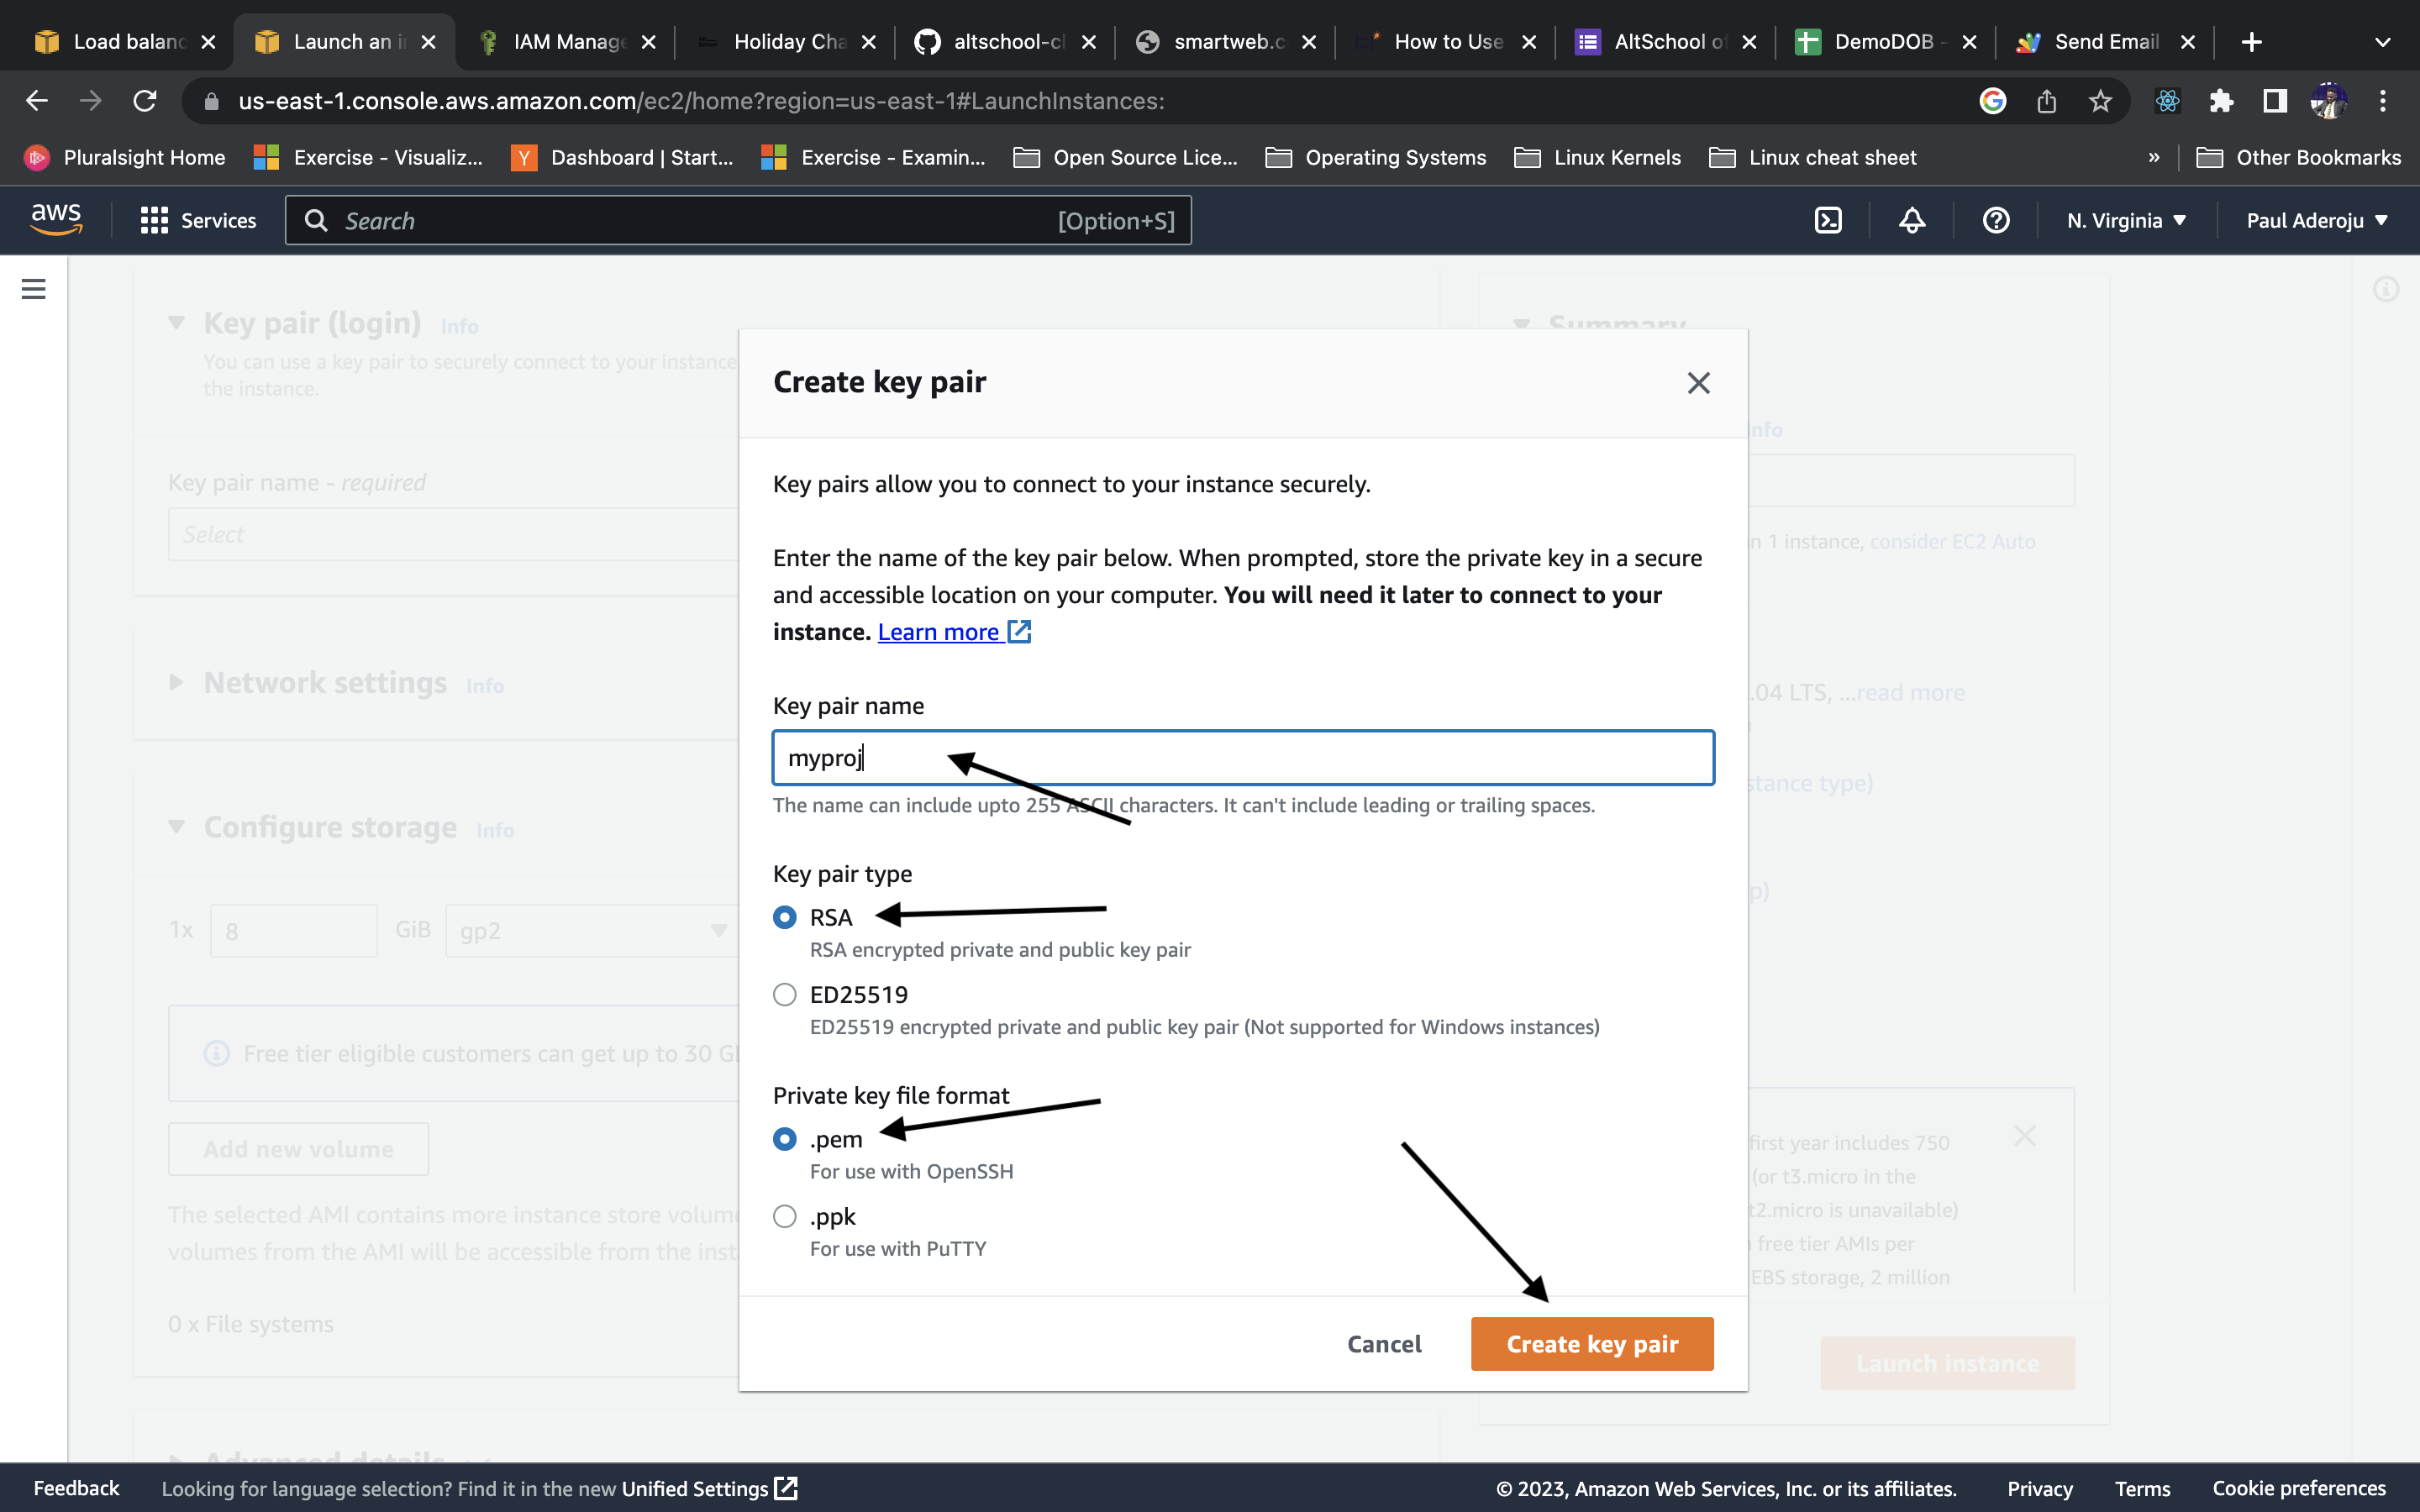 Load balanc
Launch an i
IAM Manage
Holiday Cha
altschool-cl
smartweb.c
How to Use
AltSchool of
DemoDOB -
Send Email
us-east-1.console.aws.amazon.com/ec2/home?region=us-east-1#LaunchInstances:
Pluralsight Home
Exercise - Visualiz...
Dashboard | Start...
Exercise - Examin...
Open Source Lice...
Operating Systems
Linux Kernels
Linux cheat sheet
»
Other Bookmarks
aws
Services
Search
[Option+S]
N. Virginia
Paul Aderoju
Key pair (login) Info
You can use a key pair to securely connect to your instance
the instance.
Key pair name - required
Select
Network settings Info
Configure storage Info
1x 8 GiB gp2
Free tier eligible customers can get up to 30 G
Add new volume
The selected AMI contains more instance store volume
volumes from the AMI will be accessible from the inst
0 x File systems
Advanced details
Create key pair
Key pairs allow you to connect to your instance securely.
Enter the name of the key pair below. When prompted, store the private key in a secure
and accessible location on your computer. You will need it later to connect to your
instance. Learn more
Key pair name
myproj
The name can include upto 255 ASCII characters. It can't include leading or trailing spaces.
Key pair type
RSA
RSA encrypted private and public key pair
ED25519
ED25519 encrypted private and public key pair (Not supported for Windows instances)
Private key file format
.pem
For use with OpenSSH
.ppk
For use with PuTTY
Cancel
Create key pair
Summary
Info
n 1 instance, consider EC2 Auto
.04 LTS, ...read more
stance type)
p)
first year includes 750
(or t3.micro in the
t2.micro is unavailable)
free tier AMIs per
EBS storage, 2 million
Launch instance
Feedback
Looking for language selection? Find it in the new Unified Settings
© 2023, Amazon Web Services, Inc. or its affiliates.
Privacy
Terms
Cookie preferences